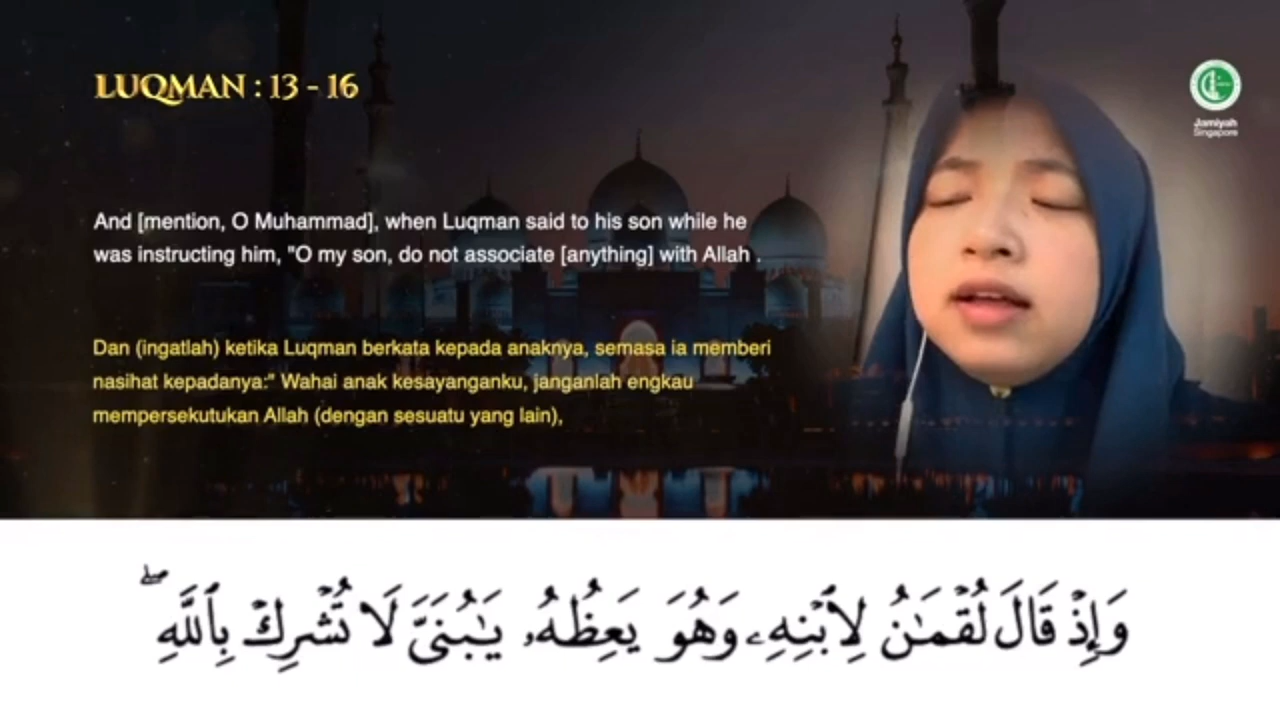 LUQMAN : 13 - 16
Jamiyah
Singapore
And [mention, O Muhammad], when Luqman said to his son while he
was instructing him, "O my son, do not associate [anything] with Allah .
Dan (ingatlah) ketika Luqman berkata kepada anaknya, semasa ia memberi
nasihat kepadanya:" Wahai anak kesayanganku, janganlah engkau
mempersekutukan Allah (dengan sesuatu yang lain),
وَإِذْ قَالَ لُقْمَـٰنُ لِٱبْنِهِۦ وَهُوَ يَعِظُهُۥ يَـٰبُنَىَّ لَا تُشْرِكْ بِٱللَّهِ ۖ